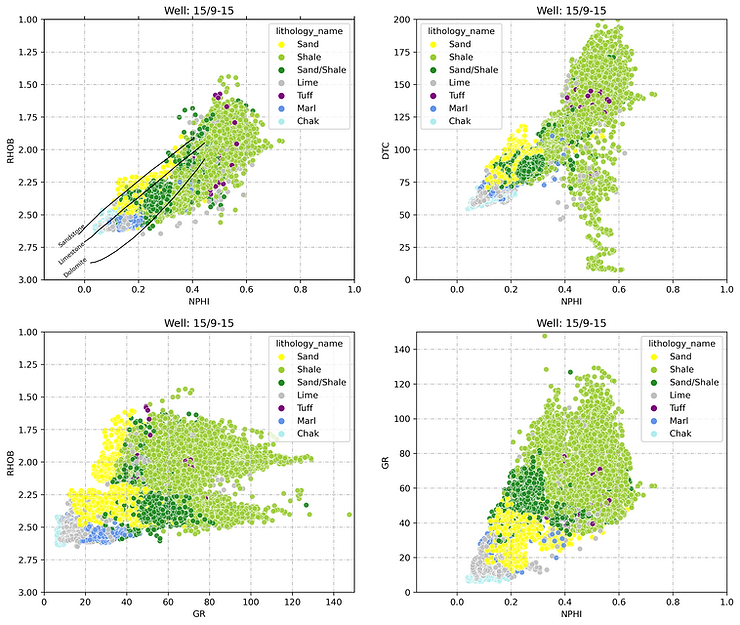 Well: 15/9-15
1.00
1.25
1.50
1.75
2.00
2.25
2.50
2.75
3.00
RHOB
lithology_name
Sand
Shale
Sand/Shale
Lime
Tuff
Marl
Chak
Sandstone
Limestone
Dolomite
0.0 0.2 0.4 0.6 0.8 1.0
NPHI
Well: 15/9-15
200
175
150
125
100
75
50
25
0
DTC
lithology_name
Sand
Shale
Sand/Shale
Lime
Tuff
Marl
Chak
0.0 0.2 0.4 0.6 0.8 1.0
NPHI
Well: 15/9-15
1.00
1.25
1.50
1.75
2.00
2.25
2.50
2.75
3.00
RHOB
lithology_name
Sand
Shale
Sand/Shale
Lime
Tuff
Marl
Chak
0 20 40 60 80 100 120 140
GR
Well: 15/9-15
140
120
100
80
60
40
20
0
GR
lithology_name
Sand
Shale
Sand/Shale
Lime
Tuff
Marl
Chak
0.0 0.2 0.4 0.6 0.8 1.0
NPHI